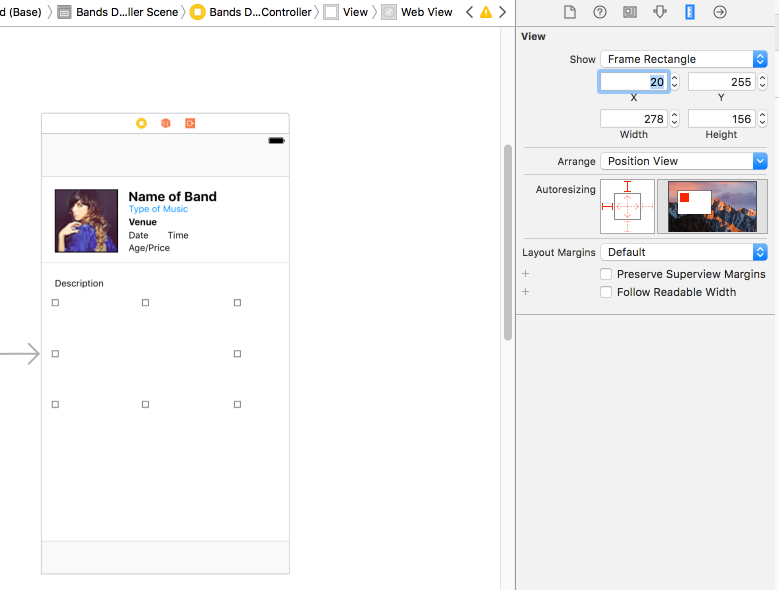 d (Base) Bands D...ller Scene Bands D...Controller View Web View
View
Show Frame Rectangle
20 255
X Y
278 156
Width Height
Arrange Position View
Autoresizing
Layout Margins Default
+ Preserve Superview Margins
+ Follow Readable Width
Name of Band
Type of Music
Venue
Date Time
Age/Price
Description